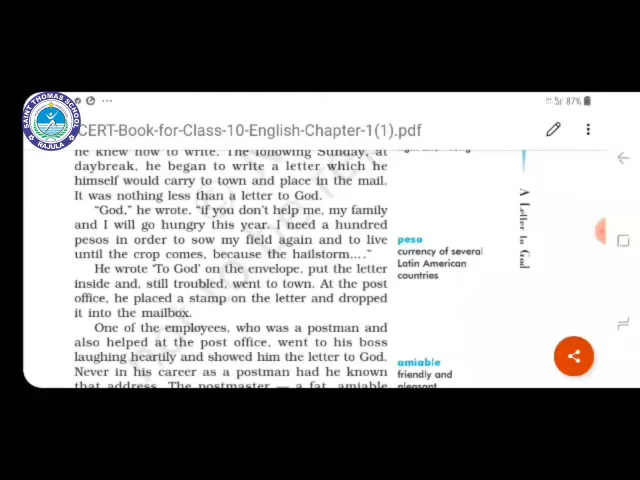 SAINT THOMAS SCHOOL
RAJULA
87%
CERT-Book-for-Class-10-English-Chapter-1(1).pdf
he knew how to write. The following Sunday, at
daybreak, he began to write a letter which he
himself would carry to town and place in the mail.
It was nothing less than a letter to God.
“God,” he wrote, “if you don’t help me, my family
and I will go hungry this year. I need a hundred
pesos in order to sow my field again and to live
until the crop comes, because the hailstorm....”
He wrote ‘To God’ on the envelope, put the letter
inside and, still troubled, went to town. At the post
office, he placed a stamp on the letter and dropped
it into the mailbox.
One of the employees, who was a postman and
also helped at the post office, went to his boss
laughing heartily and showed him the letter to God.
Never in his career as a postman had he known
that address. The postmaster — a fat, amiable
peso
currency of several
Latin American
countries
amiable
friendly and
pleasant
A Letter to God